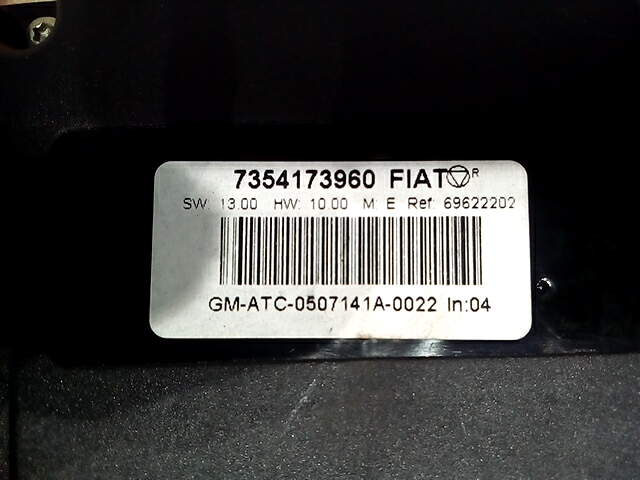 7354173960 FIAT R
SW: 13.00 HW: 10.00 M E Ref: 69622202
GM-ATC-0507141A-0022 In:04